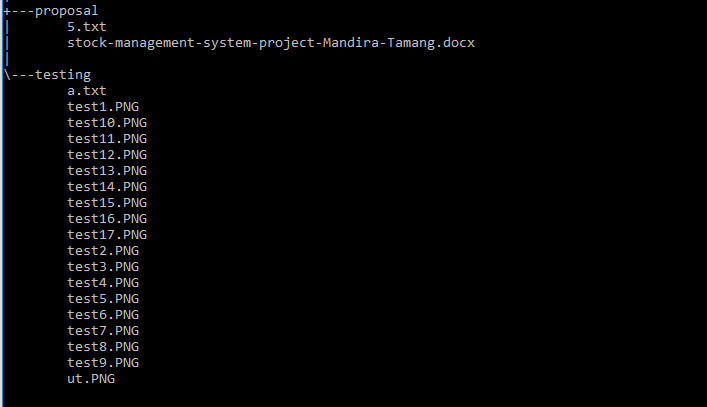 +---proposal
|       5.txt
|       stock-management-system-project-Mandira-Tamang.docx
|
\---testing
        a.txt
        test1.PNG
        test10.PNG
        test11.PNG
        test12.PNG
        test13.PNG
        test14.PNG
        test15.PNG
        test16.PNG
        test17.PNG
        test2.PNG
        test3.PNG
        test4.PNG
        test5.PNG
        test6.PNG
        test7.PNG
        test8.PNG
        test9.PNG
        ut.PNG